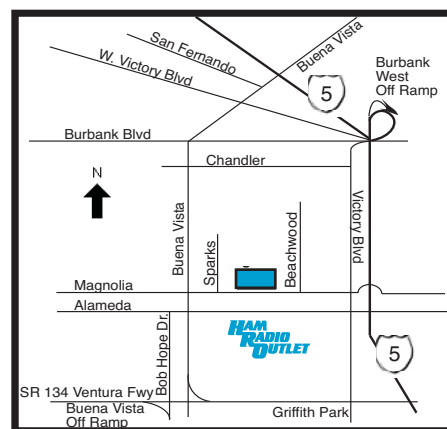 San Fernando
Buena Vista
W. Victory Blvd
5
Burbank
West
Off Ramp
Burbank Blvd
Chandler
N
Buena Vista
Sparks
Beachwood
Victory Blvd
Magnolia
Alameda
Bob Hope Dr.
HAM
RADIO
OUTLET
5
SR 134 Ventura Fwy
Buena Vista
Off Ramp
Griffith Park